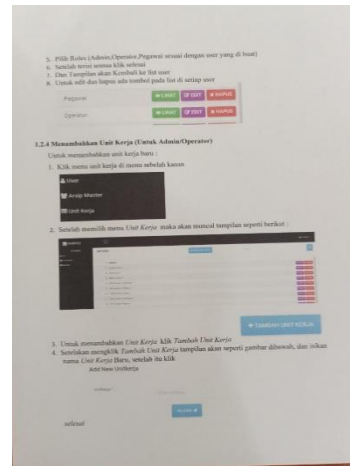 5. Pilih Roles (Admin,Operator,Pegawai sesuai dengan user yang di buat)
6. Setelah terisi semua klik selesai
7. Dan Tampilan akan Kembali ke list user
8. Untuk edit dan hapus ada tombol pada list di setiap user
Pegawai LIHAT EDIT HAPUS
Operator LIHAT EDIT HAPUS
1.2.4 Menambahkan Unit Kerja (Untuk Admin/Operator)
Untuk menambahkan unit kerja baru :
1. Klik menu unit kerja di menu sebelah kanan
User
Arsip Master
Unit Kerja
2. Setelah memilih menu Unit Kerja maka akan muncul tampilan seperti berikut :
+ TAMBAH UNIT KERJA
3. Untuk menambahkan Unit Kerja klik Tambah Unit Kerja
4. Setelakan mengklik Tambah Unit Kerja tampilan akan seperti gambar dibawah, dan isikan
nama Unit Kerja Baru, setelah itu klik
Add New UnitKerja
selesai